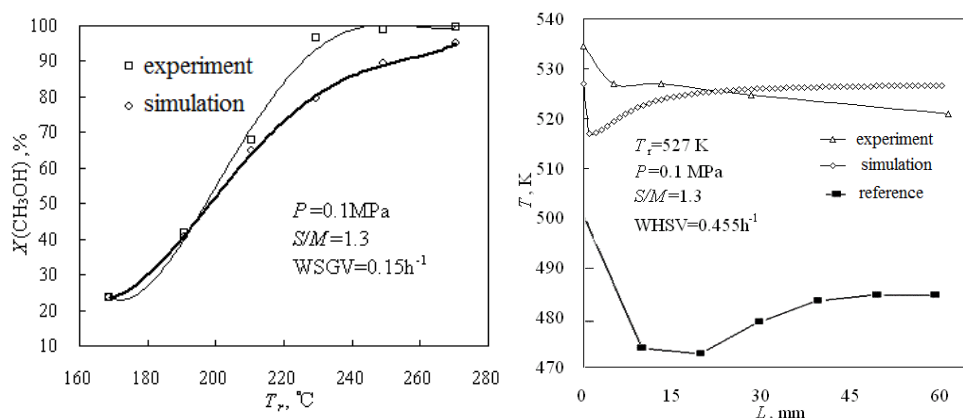 X(CH₃OH), %
100
90
80
70
60
50
40
30
20
10
experiment
simulation
P=0.1MPa
S/M=1.3
WSGV=0.15h⁻¹
160
180
200
220
240
260
280
Tᵣ, °C
T, K
540
530
520
510
500
490
480
470
Tᵣ=527 K
P=0.1 MPa
S/M=1.3
WHSV=0.455h⁻¹
experiment
simulation
reference
0
15
30
45
60
L, mm